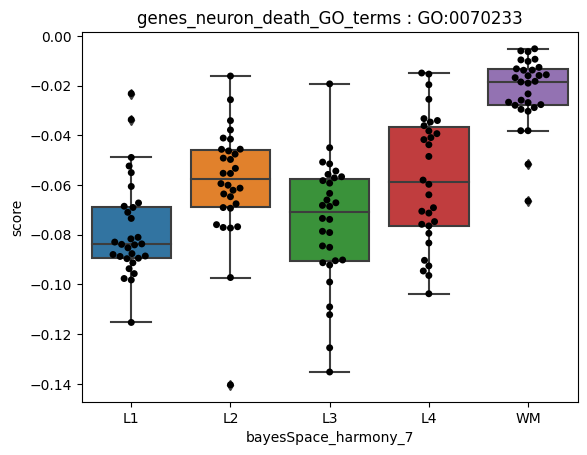 genes_neuron_death_GO_terms : GO:0070233
0.00
−0.02
−0.04
−0.06
−0.08
−0.10
−0.12
−0.14
score
L1 L2 L3 L4 WM
bayesSpace_harmony_7